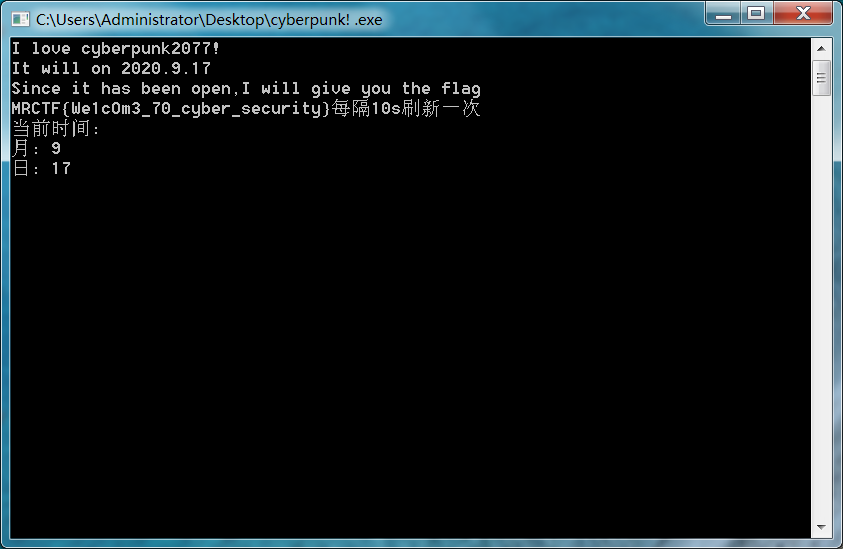 C:\Users\Administrator\Desktop\cyberpunk! .exe
I love cyberpunk2077!
It will on 2020.9.17
Since it has been open,I will give you the flag
MRCTF{We1cOm3_70_cyber_security}每隔10s刷新一次
当前时间:
月: 9
日: 17